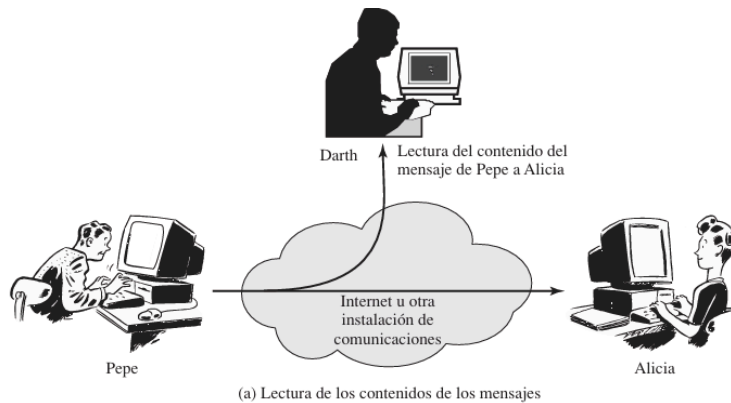 Darth
Lectura del contenido del
mensaje de Pepe a Alicia
Internet u otra
instalación de
comunicaciones
Pepe
Alicia
(a) Lectura de los contenidos de los mensajes